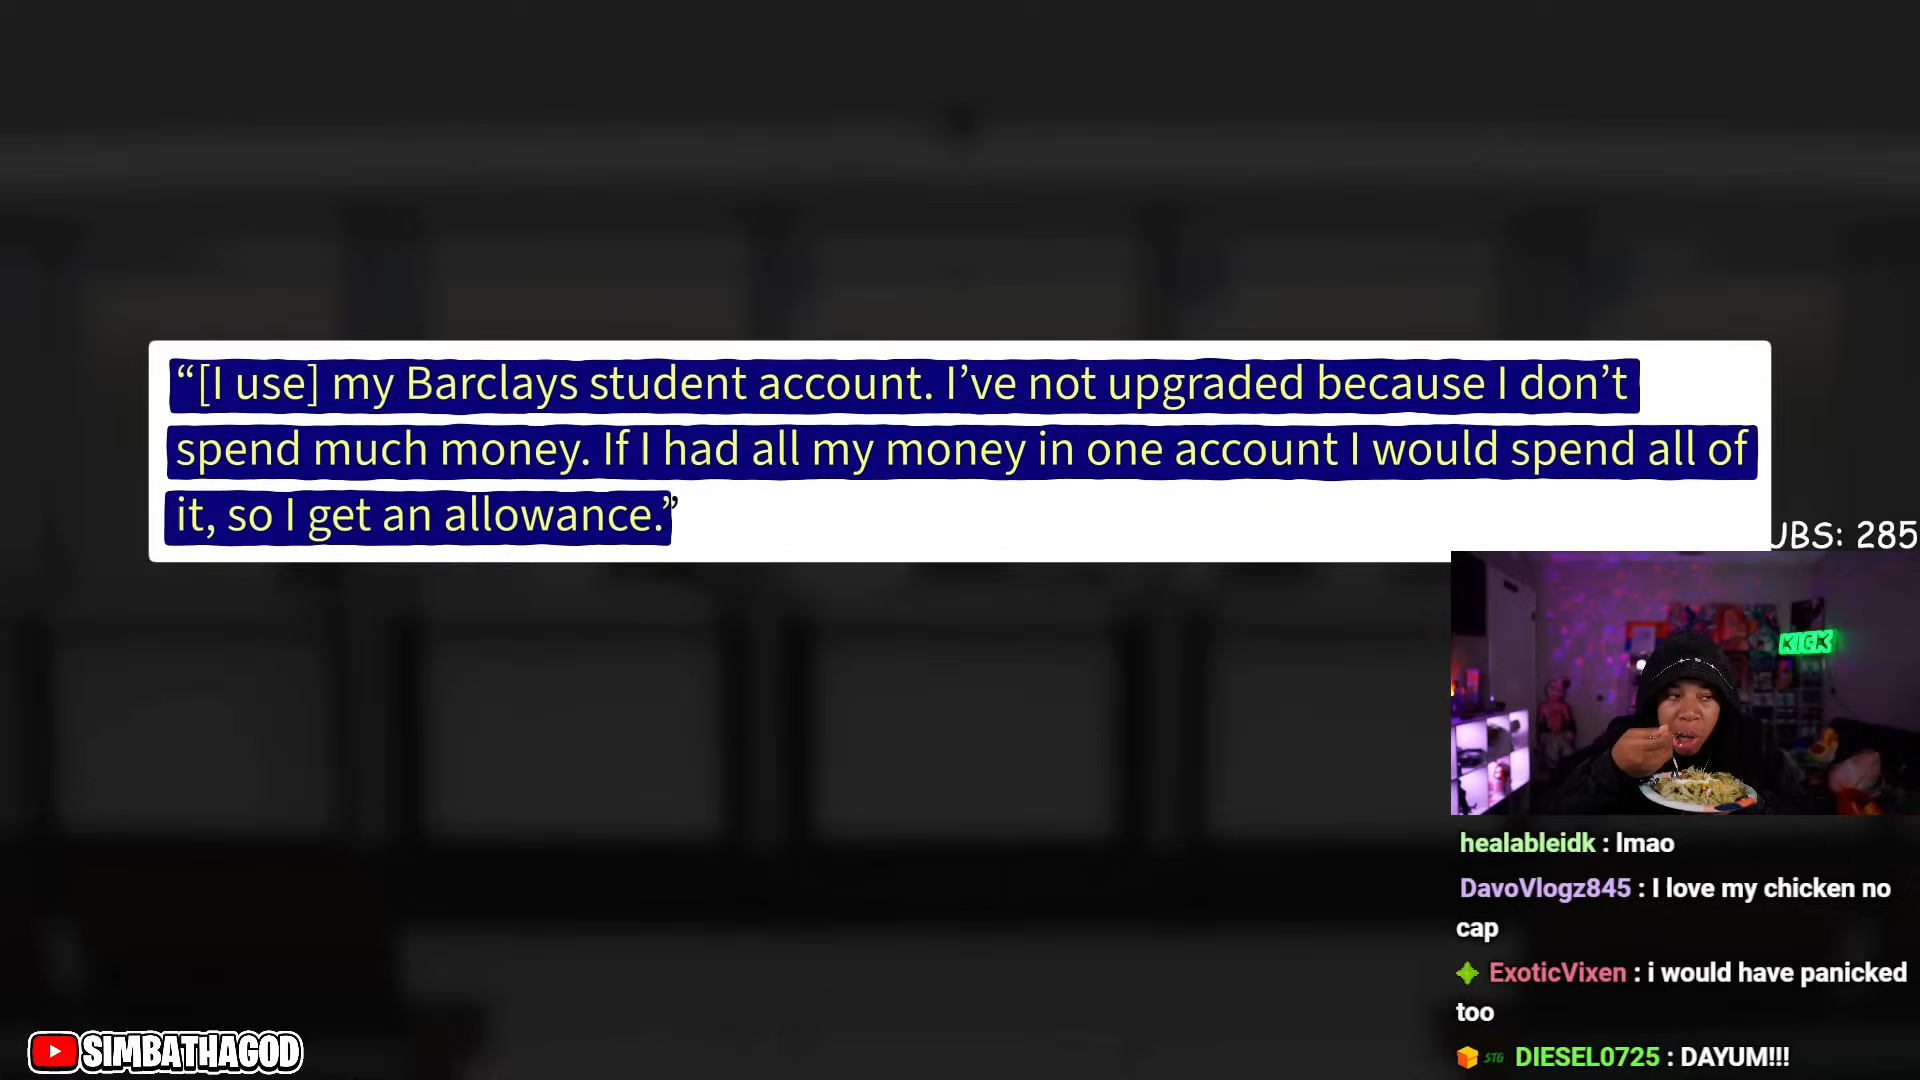 “[I use] my Barclays student account. I’ve not upgraded because I don’t
spend much money. If I had all my money in one account I would spend all of
it, so I get an allowance.”
UBS: 285
KICK
healableidk : lmao
DavoVlogz845 : I love my chicken no
cap
ExoticVixen : i would have panicked
too
STG DIESEL0725 : DAYUM!!!
SIMBATHAGOD